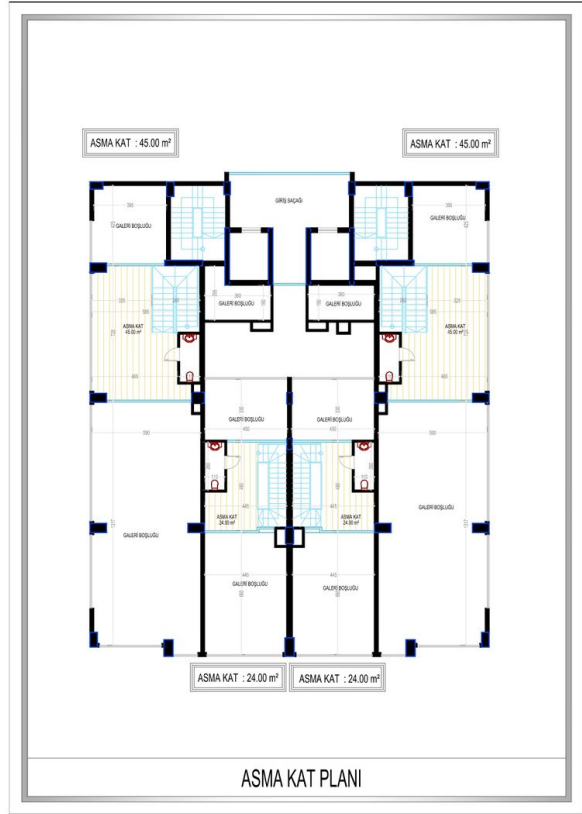 ASMA KAT : 45.00 m²
ASMA KAT : 45.00 m²
GİRİŞ SAÇAĞI
GALERİ BOŞLUĞU
GALERİ BOŞLUĞU
GALERİ BOŞLUĞU
GALERİ BOŞLUĞU
ASMA KAT
45.00 m²
ASMA KAT
45.00 m²
GALERİ BOŞLUĞU
GALERİ BOŞLUĞU
ASMA KAT
24.00 m²
ASMA KAT
24.00 m²
GALERİ BOŞLUĞU
GALERİ BOŞLUĞU
GALERİ BOŞLUĞU
GALERİ BOŞLUĞU
445
445
ASMA KAT : 24.00 m²
ASMA KAT : 24.00 m²
ASMA KAT PLANI